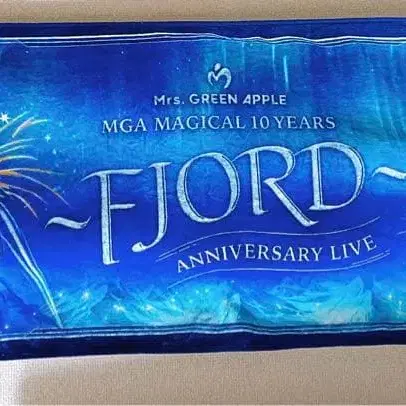 Mrs. GREEN APPLE
MGA MAGICAL 10 YEARS
~FJORD~
ANNIVERSARY LIVE